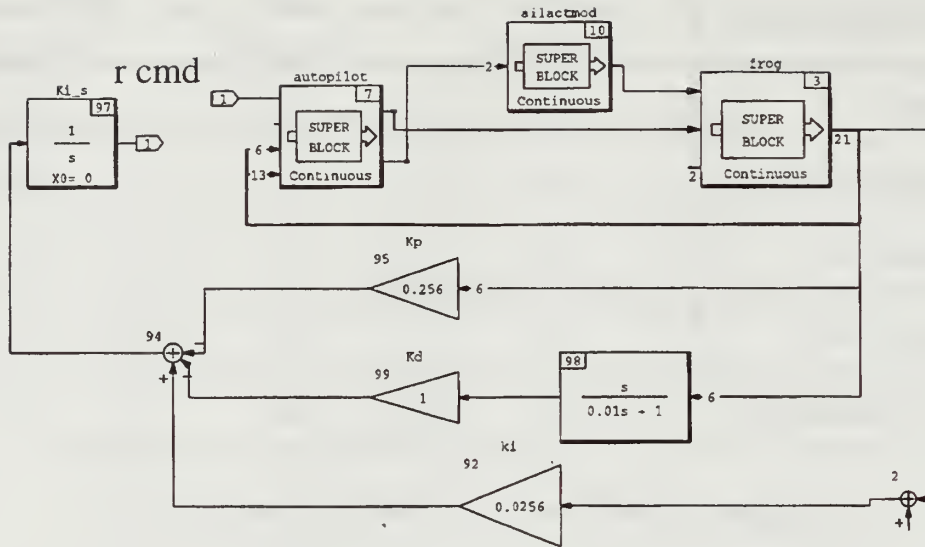 ailactmod
10
SUPER
BLOCK
Continuous
2
r cmd
Ki_s
97
1
s
X0= 0
1
1
autopilot
7
SUPER
BLOCK
Continuous
6
13
frog
3
SUPER
BLOCK
Continuous
2
21
Kp
95
0.256
6
94
−
−
+
Kd
99
1
98
s
0.01s + 1
6
ki
92
0.0256
2
+